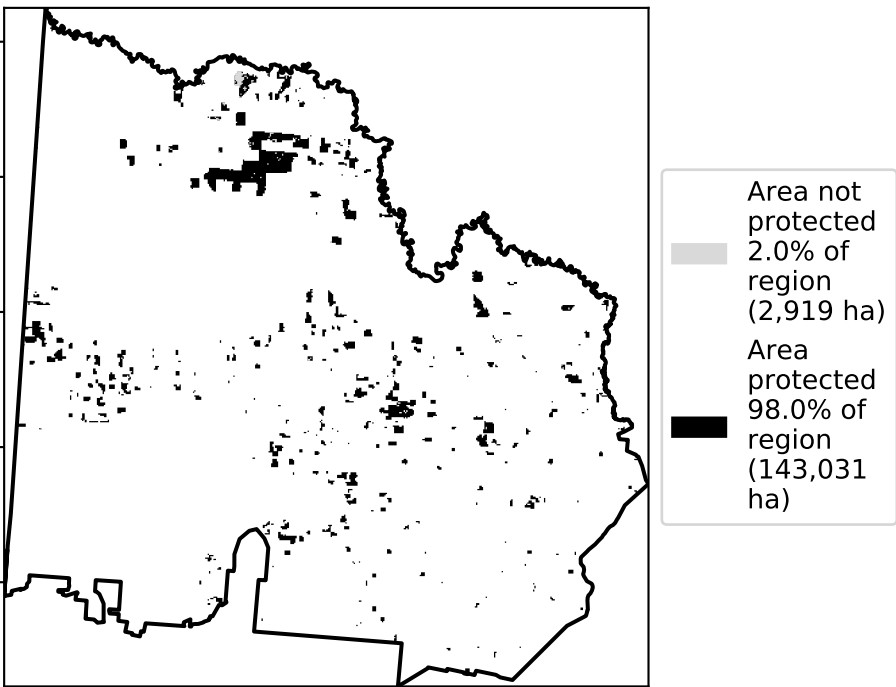 Area not
protected
2.0% of
region
(2,919 ha)
Area
protected
98.0% of
region
(143,031
ha)